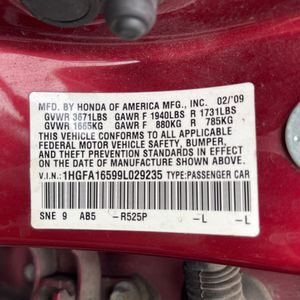 MFD. BY HONDA OF AMERICA MFG., INC. 02/'09
GVWR 3671LBS GAWR F 1940LBS R 1731LBS
GVWR 1665KG GAWR F 880KG R 785KG
THIS VEHICLE CONFORMS TO ALL APPLICABLE
FEDERAL MOTOR VEHICLE SAFETY, BUMPER,
AND THEFT PREVENTION STANDARDS IN EFFECT ON THE
DATE OF MANUFACTURE SHOWN ABOVE.
V.I.N.: 1HGFA16599L029235 TYPE:PASSENGER CAR
SNE 9 AB5 -R525P -L -L